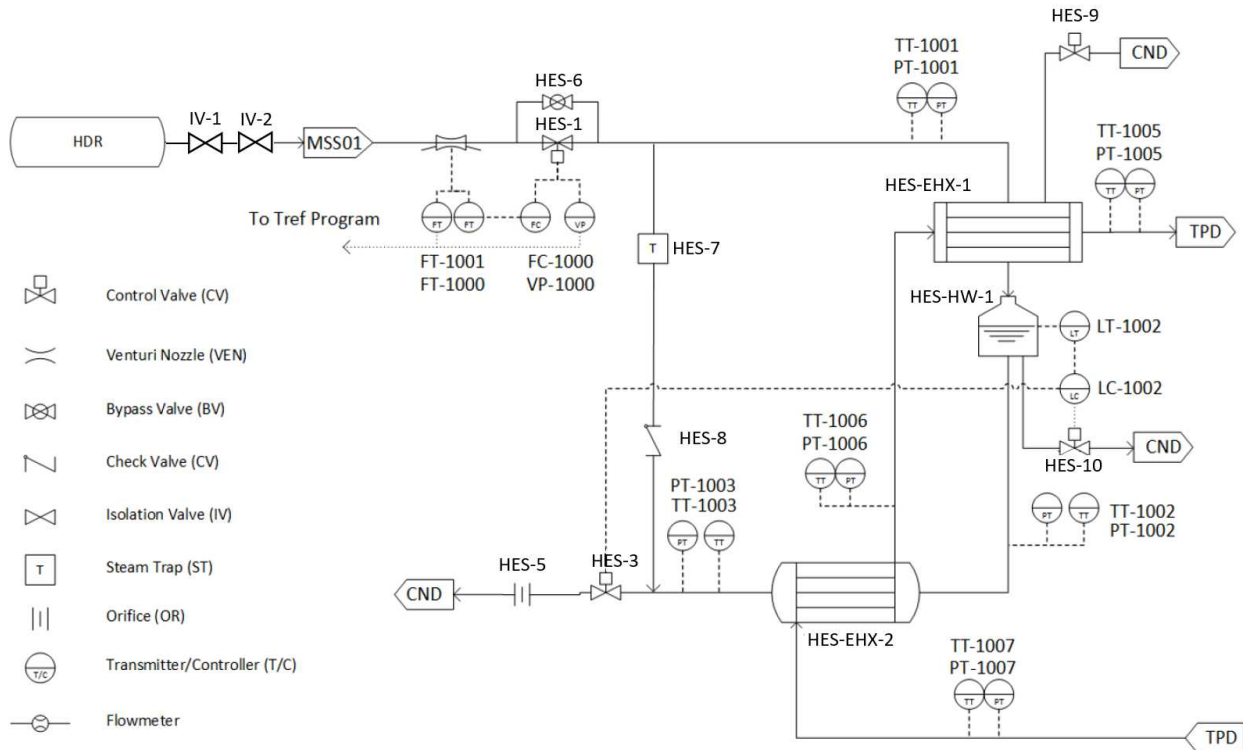 HES-9
CND
TT-1001
PT-1001
TT PT
HES-6
HES-1
IV-1 IV-2
HDR
MSS01
TT-1005
PT-1005
TT PT
HES-EHX-1
TPD
To Tref Program
FT FT FC VP
FT-1001
FT-1000
FC-1000
VP-1000
T
HES-7
HES-HW-1
LT
LT-1002
LC
LC-1002
HES-10
CND
Control Valve (CV)
Venturi Nozzle (VEN)
Bypass Valve (BV)
Check Valve (CV)
Isolation Valve (IV)
T
Steam Trap (ST)
Orifice (OR)
T/C
Transmitter/Controller (T/C)
Flowmeter
HES-8
TT-1006
PT-1006
TT PT
PT-1003
TT-1003
PT TT
PT TT
TT-1002
PT-1002
CND
HES-5
HES-3
HES-EHX-2
TT-1007
PT-1007
TT PT
TPD